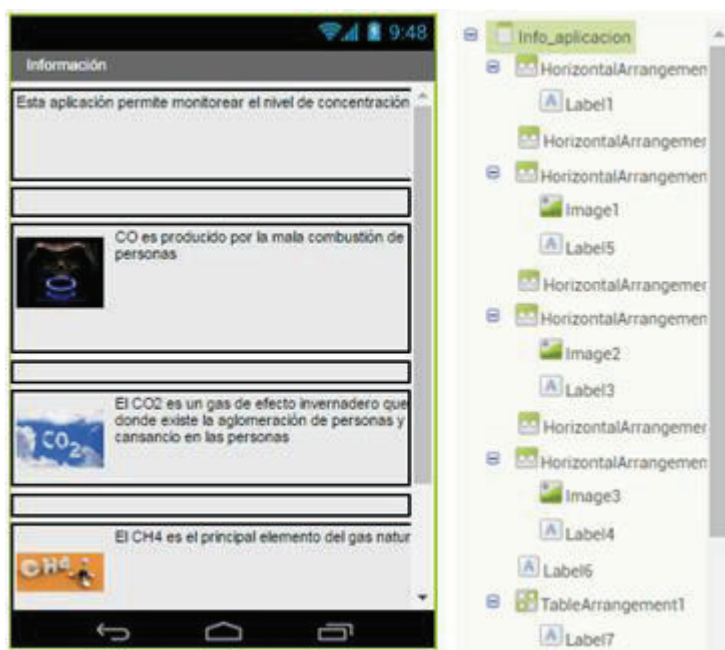 9:48
Información
Esta aplicación permite monitorear el nivel de concentración
CO es producido por la mala combustión de
personas
CO2
El CO2 es un gas de efecto invernadero que
donde existe la aglomeración de personas y
cansancio en las personas
El CH4 es el principal elemento del gas natur
CH4
Info_aplicacion
HorizontalArrangemen
Label1
HorizontalArrangemer
HorizontalArrangemen
Image1
Label5
HorizontalArrangemer
HorizontalArrangemen
Image2
Label3
HorizontalArrangemer
HorizontalArrangemen
Image3
Label4
Label6
TableArrangement1
Label7